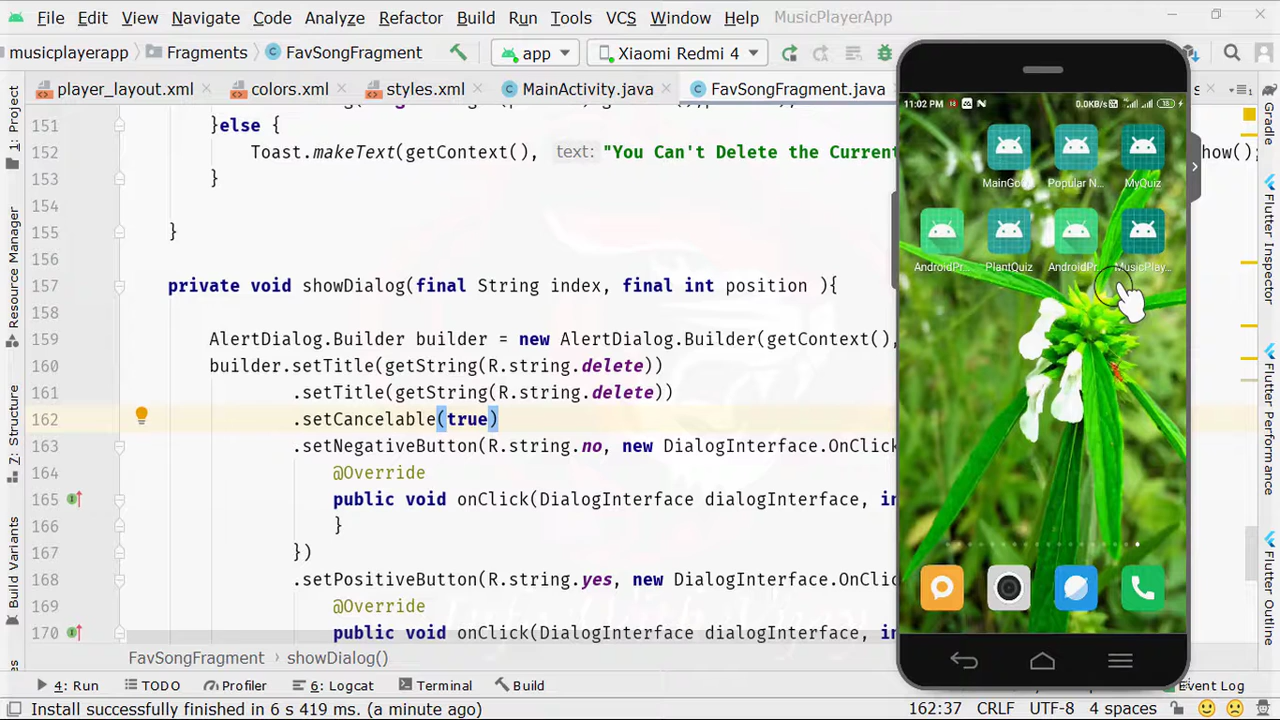 File Edit View Navigate Code Analyze Refactor Build Run Tools VCS Window Help MusicPlayerApp
musicplayerapp Fragments FavSongFragment app Xiaomi Redmi 4
player_layout.xml colors.xml styles.xml MainActivity.java FavSongFragment.java
151 }else {
152 Toast.makeText(getContext(), text: "You Can't Delete the Current how();
153 }
154
155 }
156
157 private void showDialog(final String index, final int position ){
158
159 AlertDialog.Builder builder = new AlertDialog.Builder(getContext(),
160 builder.setTitle(getString(R.string.delete))
161 .setTitle(getString(R.string.delete))
162 .setCancelable(true)
163 .setNegativeButton(R.string.no, new DialogInterface.OnClick
164 @Override
165 public void onClick(DialogInterface dialogInterface, in
166 }
167 })
168 .setPositiveButton(R.string.yes, new DialogInterface.OnClic
169 @Override
170 public void onClick(DialogInterface dialogInterface, in
FavSongFragment showDialog()
4: Run TODO Profiler 6: Logcat Terminal Build Event Log
Install successfully finished in 6 s 419 ms. (a minute ago) 162:37 CRLF UTF-8 4 spaces
1: Project
Resource Manager
Z: Structure
Build Variants
Gradle
Flutter Inspector
Flutter Performance
Flutter Outline
11:02 PM 0.0KB/s
MainGo... Popular N... MyQuiz
AndroidPr... PlantQuiz AndroidPr... MusicPlay...